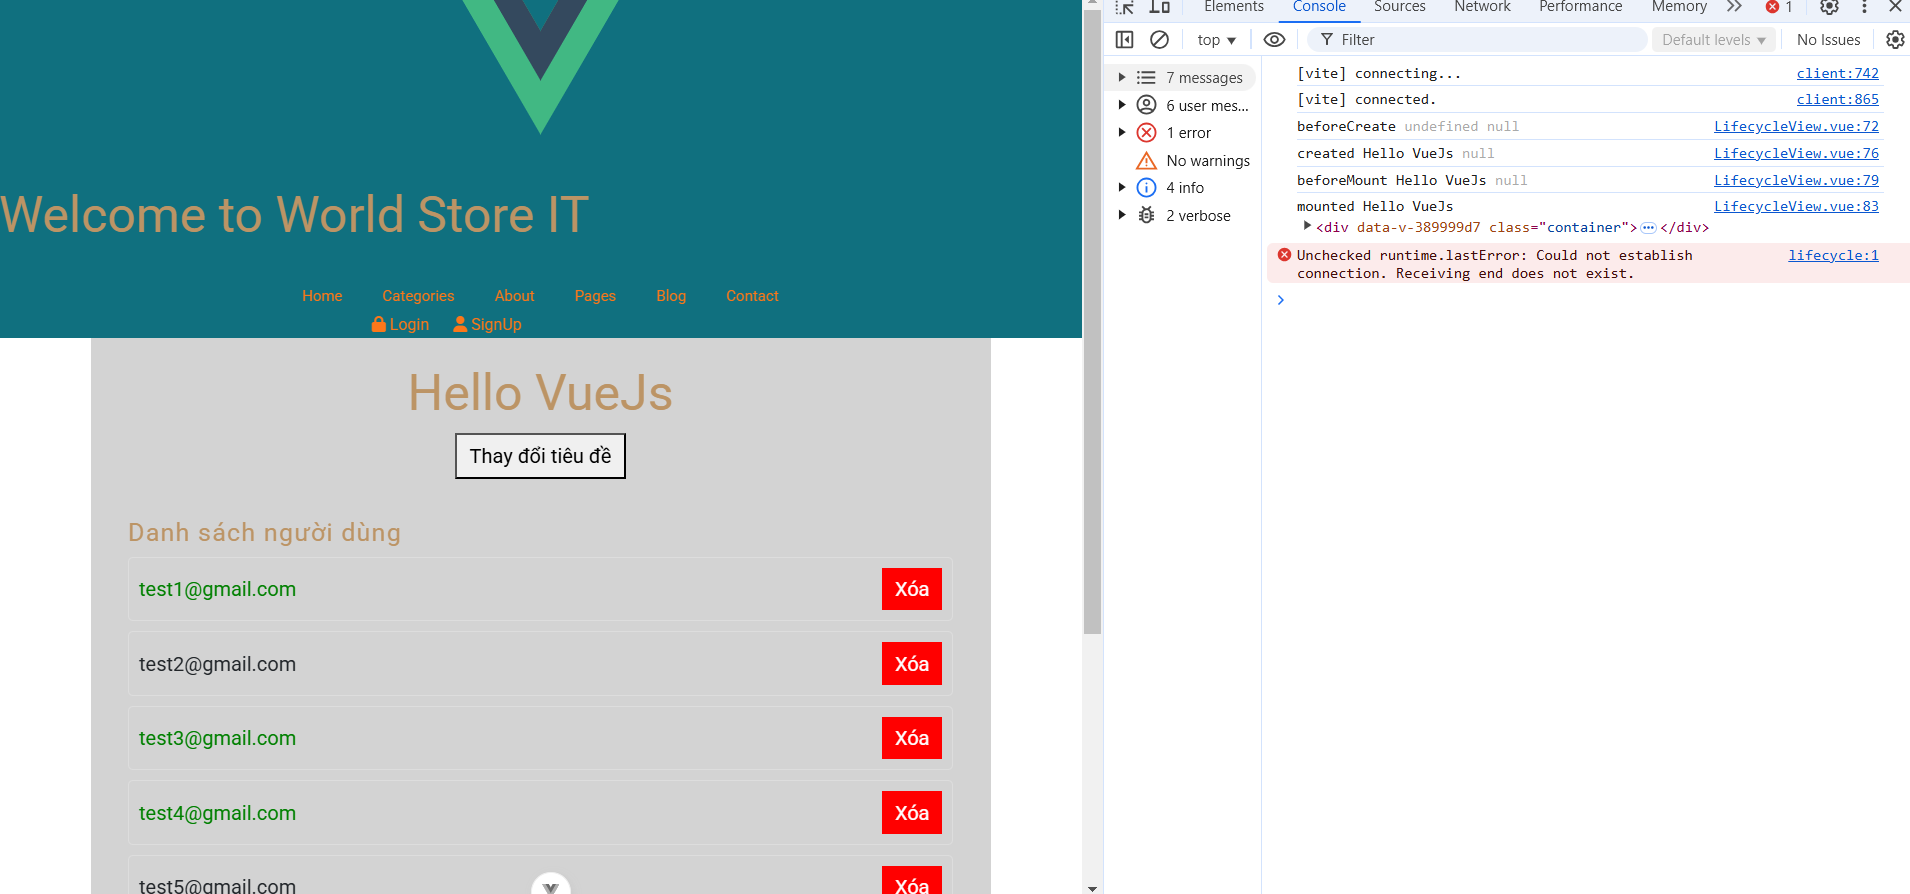 Welcome to World Store IT
Home Categories About Pages Blog Contact
Login SignUp
Hello VueJs
Thay đổi tiêu đề
Danh sách người dùng
test1@gmail.com Xóa
test2@gmail.com Xóa
test3@gmail.com Xóa
test4@gmail.com Xóa
test5@gmail.com Xóa
Elements Console Sources Network Performance Memory 1
top Filter Default levels No Issues
7 messages
6 user mes...
1 error
No warnings
4 info
2 verbose
[vite] connecting... client:742
[vite] connected. client:865
beforeCreate undefined null LifecycleView.vue:72
created Hello VueJs null LifecycleView.vue:76
beforeMount Hello VueJs null LifecycleView.vue:79
mounted Hello VueJs LifecycleView.vue:83
<div data-v-389999d7 class="container">…</div>
Unchecked runtime.lastError: Could not establish lifecycle:1
connection. Receiving end does not exist.